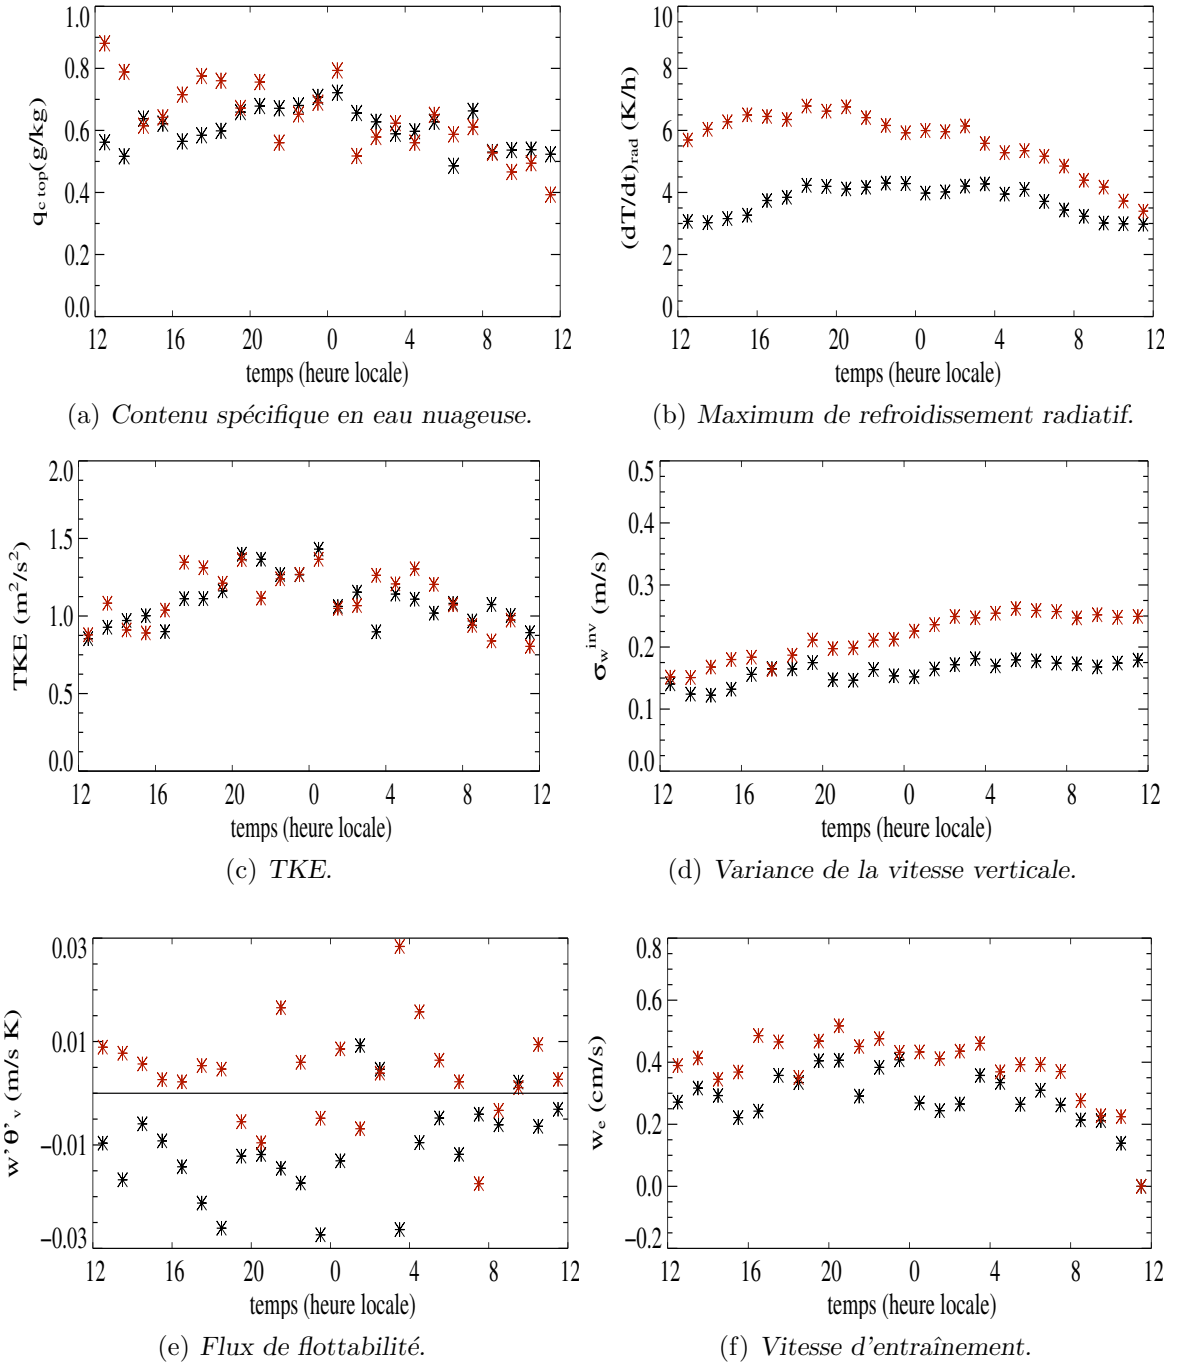 1.0
0.8
0.6
0.4
0.2
0.0
q_c top(g/kg)
12 16 20 0 4 8 12
temps (heure locale)
(a) Contenu spécifique en eau nuageuse.
10
8
6
4
2
0
(dT/dt)_rad (K/h)
12 16 20 0 4 8 12
temps (heure locale)
(b) Maximum de refroidissement radiatif.
2.0
1.5
1.0
0.5
0.0
TKE (m²/s²)
12 16 20 0 4 8 12
temps (heure locale)
(c) TKE.
0.5
0.4
0.3
0.2
0.1
0.0
σ_w^inv (m/s)
12 16 20 0 4 8 12
temps (heure locale)
(d) Variance de la vitesse verticale.
0.03
0.01
−0.01
−0.03
w'θ'_v (m/s K)
12 16 20 0 4 8 12
temps (heure locale)
(e) Flux de flottabilité.
0.8
0.6
0.4
0.2
0.0
−0.2
w_e (cm/s)
12 16 20 0 4 8 12
temps (heure locale)
(f) Vitesse d'entraînement.